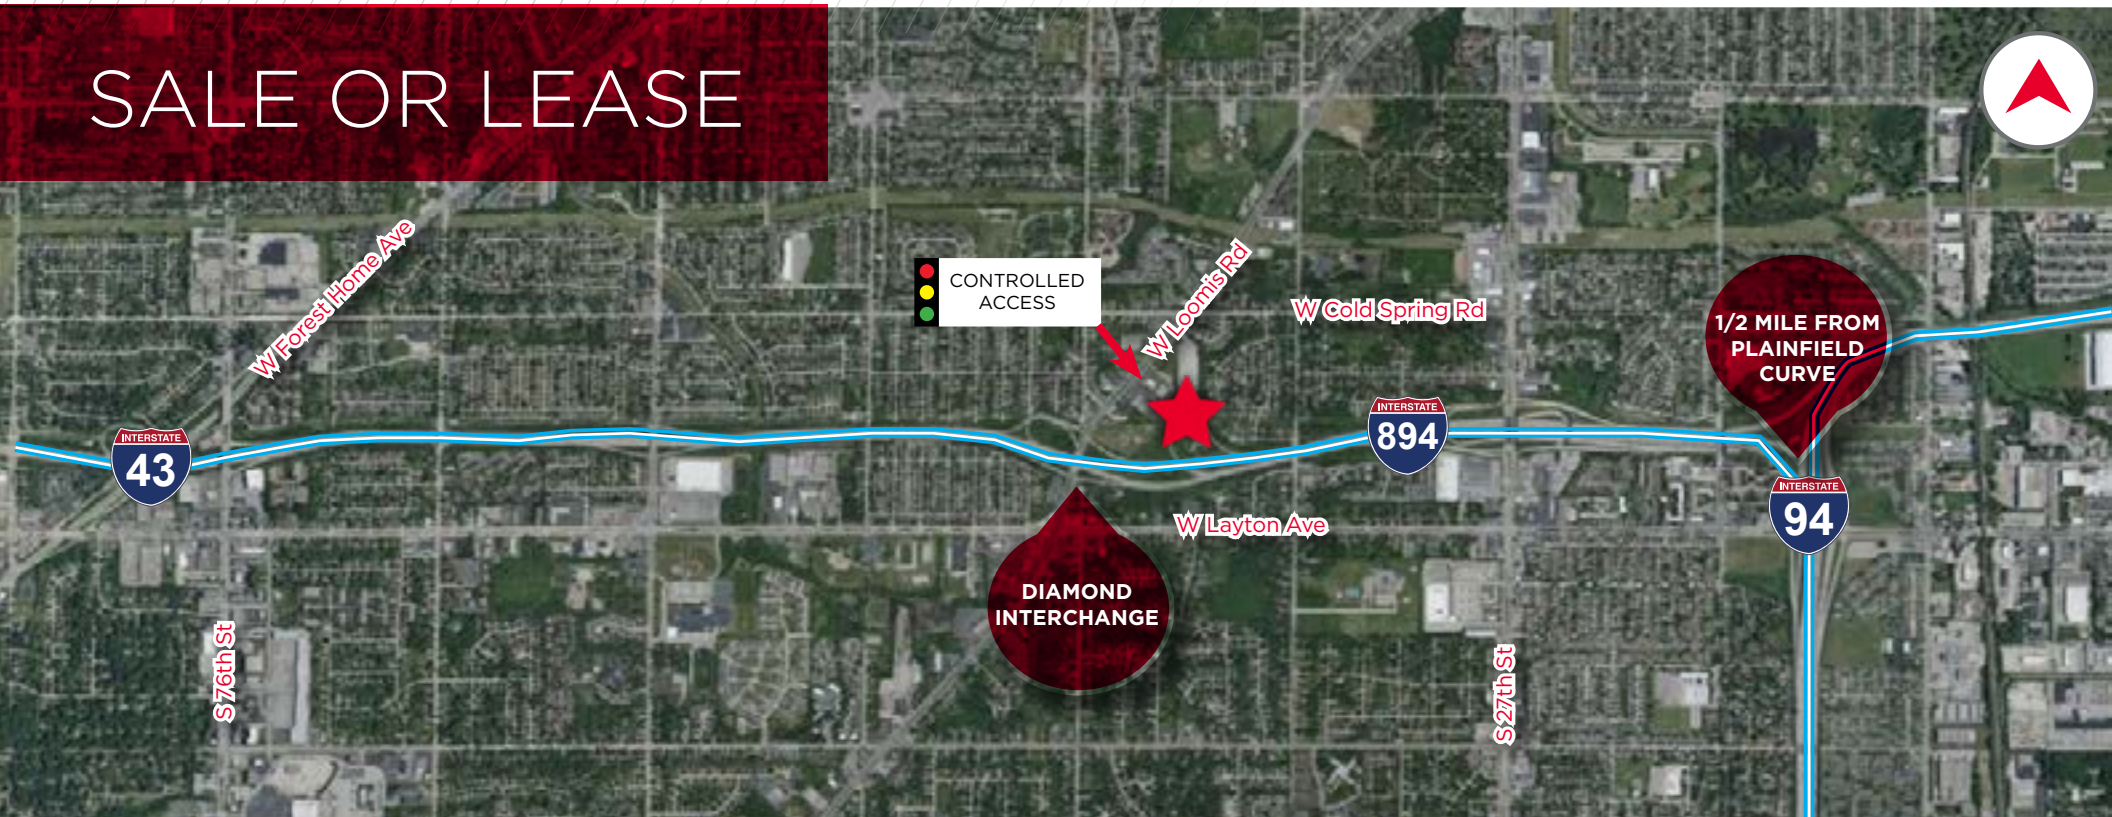 SALE OR LEASE
W Forest Home Ave
CONTROLLED
ACCESS
W Loomis Rd
W Cold Spring Rd
1/2 MILE FROM
PLAINFIELD
CURVE
INTERSTATE
43
INTERSTATE
894
INTERSTATE
94
W Layton Ave
DIAMOND
INTERCHANGE
S 76th St
S 27th St